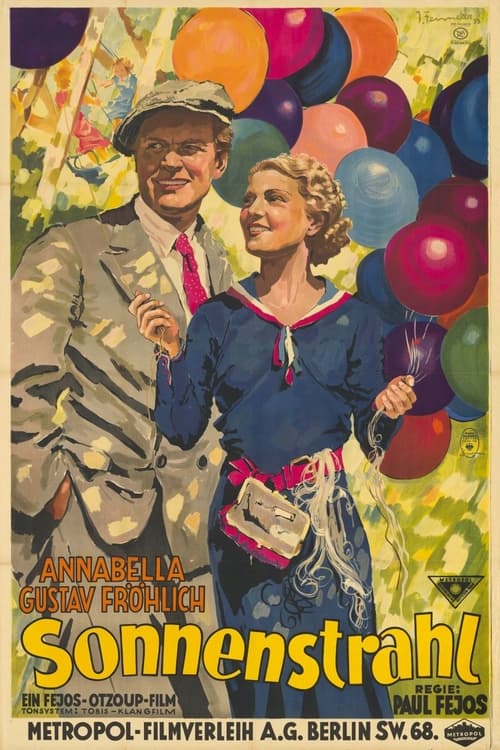 ANNABELLA
GUSTAV FRÖHLICH
Sonnenstrahl
EIN FEJOS-OTZOUP-FILM
TONSYSTEM: TOBIS-KLANGFILM
REGIE:
PAUL FEJOS
METROPOL
METROPOL-FILMVERLEIH A.G. BERLIN SW. 68.
METROPOL